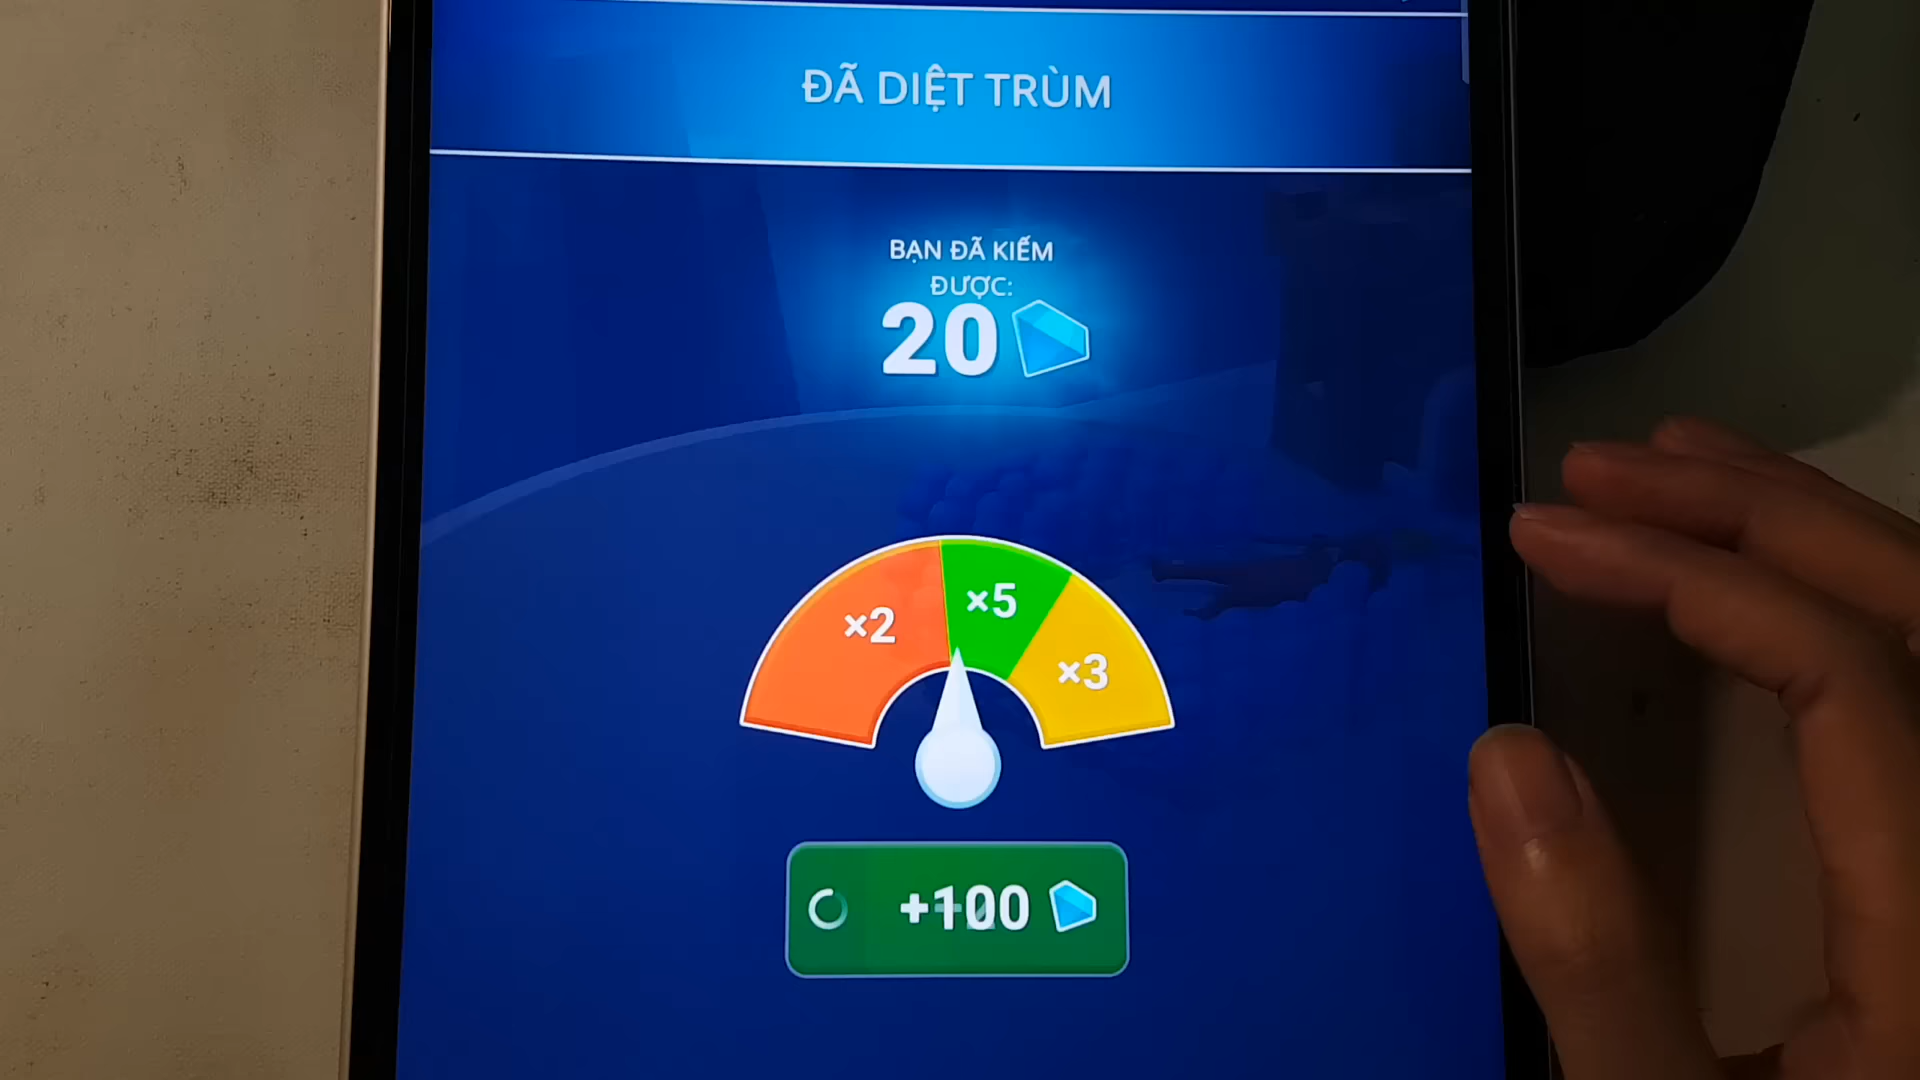 ĐÃ DIỆT TRÙM
BẠN ĐÃ KIẾM
ĐƯỢC:
20
×2
×5
×3
+100